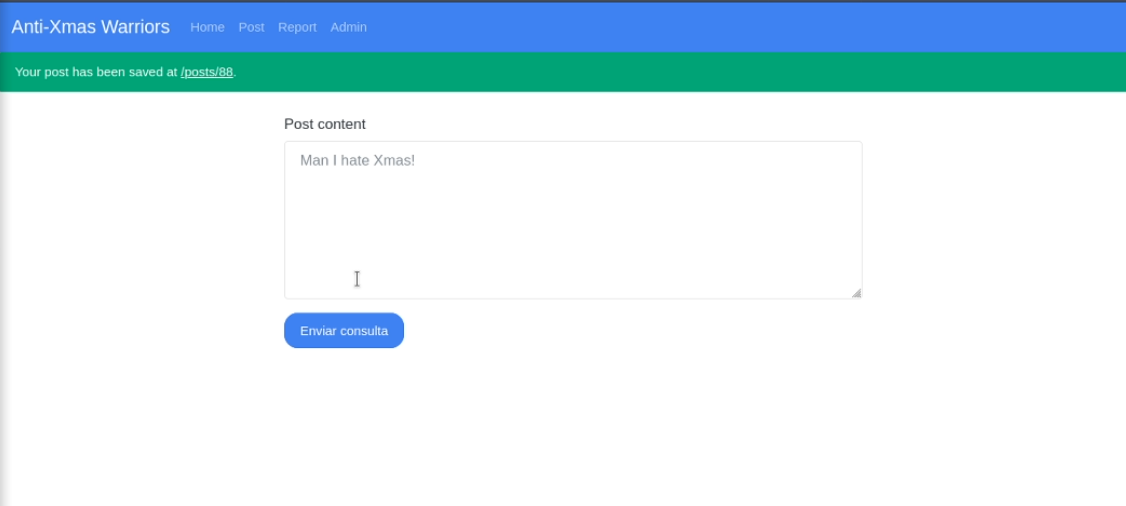 Anti-Xmas Warriors Home Post Report Admin
Your post has been saved at /posts/88.
Post content
Man I hate Xmas!
Enviar consulta